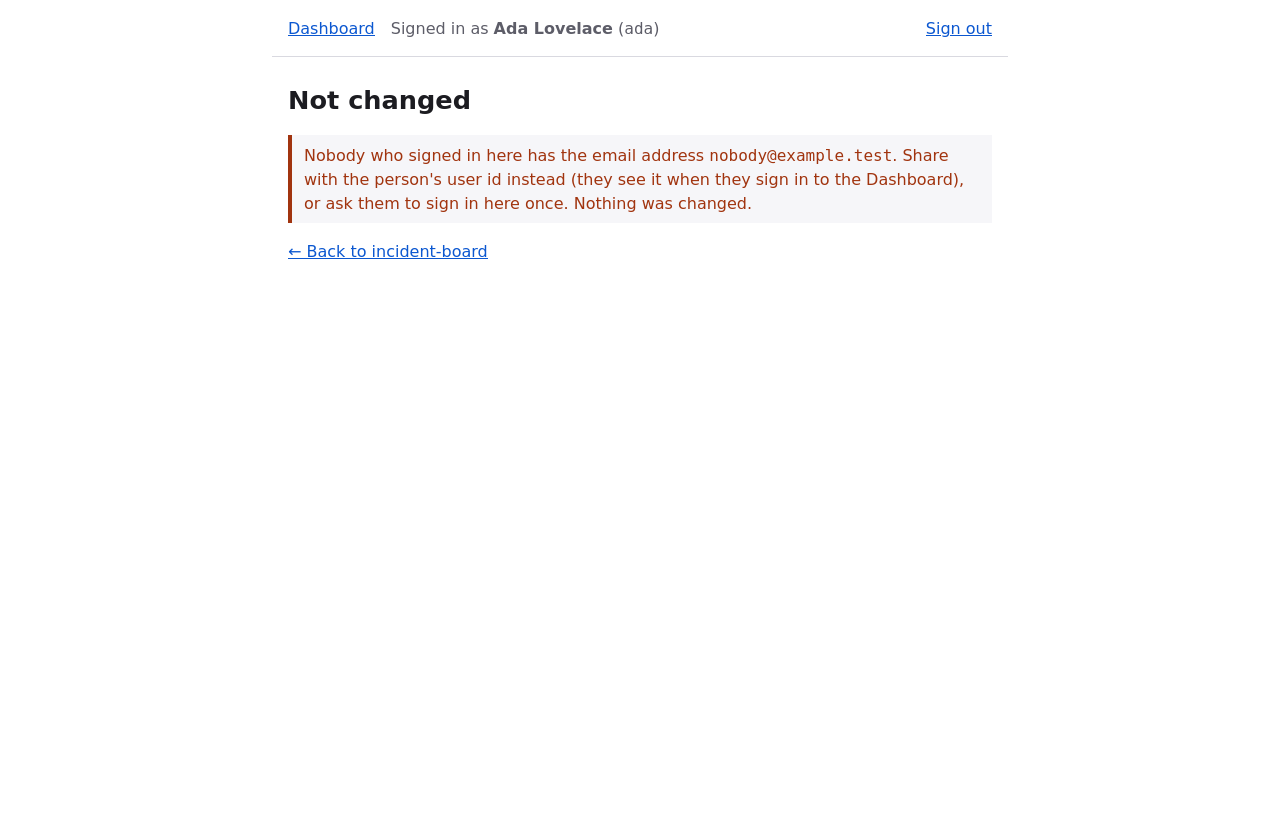 Dashboard Signed in as Ada Lovelace (ada) Sign out
Not changed
Nobody who signed in here has the email address nobody@example.test. Share
with the person's user id instead (they see it when they sign in to the Dashboard),
or ask them to sign in here once. Nothing was changed.
← Back to incident-board